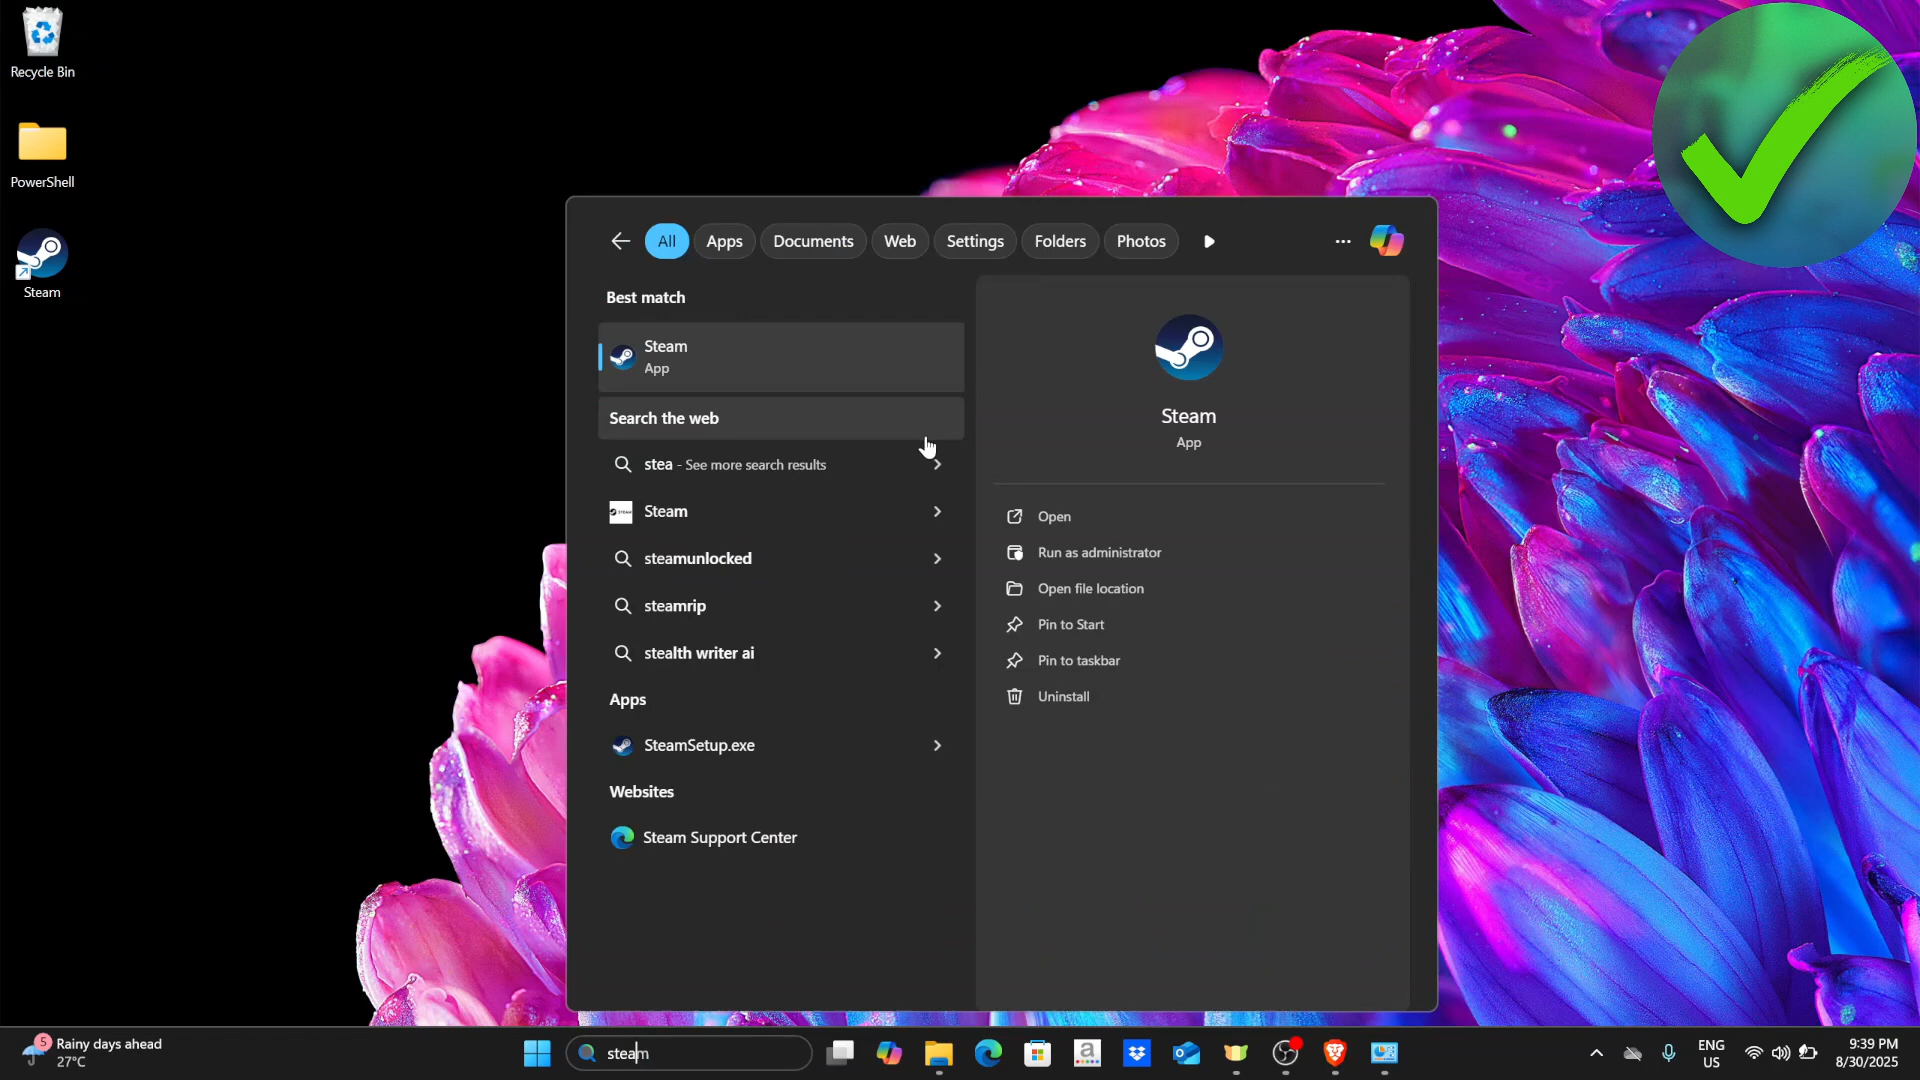 Recycle Bin
PowerShell
Steam
All
Apps
Documents
Web
Settings
Folders
Photos
Best match
Steam
App
Search the web
stea - See more search results
Steam
steamunlocked
steamrip
stealth writer ai
Apps
SteamSetup.exe
Websites
Steam Support Center
Steam
App
Open
Run as administrator
Open file location
Pin to Start
Pin to taskbar
Uninstall
5
Rainy days ahead
27°C
steam
a
ENG
US
9:39 PM
8/30/2025